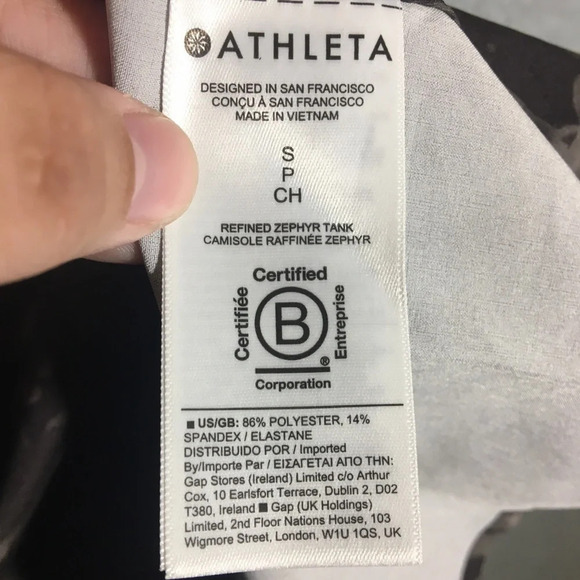 ATHLETA
DESIGNED IN SAN FRANCISCO
CONÇU À SAN FRANCISCO
MADE IN VIETNAM
S
P
CH
REFINED ZEPHYR TANK
CAMISOLE RAFFINÉE ZEPHYR
Certified
Certifiée
B
Entreprise
®
Corporation
■ US/GB: 86% POLYESTER, 14%
SPANDEX / ELASTANE
DISTRIBUIDO POR / Imported
By/Importe Par / ΕΙΣΑΓΕΤΑΙ ΑΠΟ ΤΗΝ:
Gap Stores (Ireland) Limited c/o Arthur
Cox, 10 Earlsfort Terrace, Dublin 2, D02
T380, Ireland ■ Gap (UK Holdings)
Limited, 2nd Floor Nations House, 103
Wigmore Street, London, W1U 1QS, UK